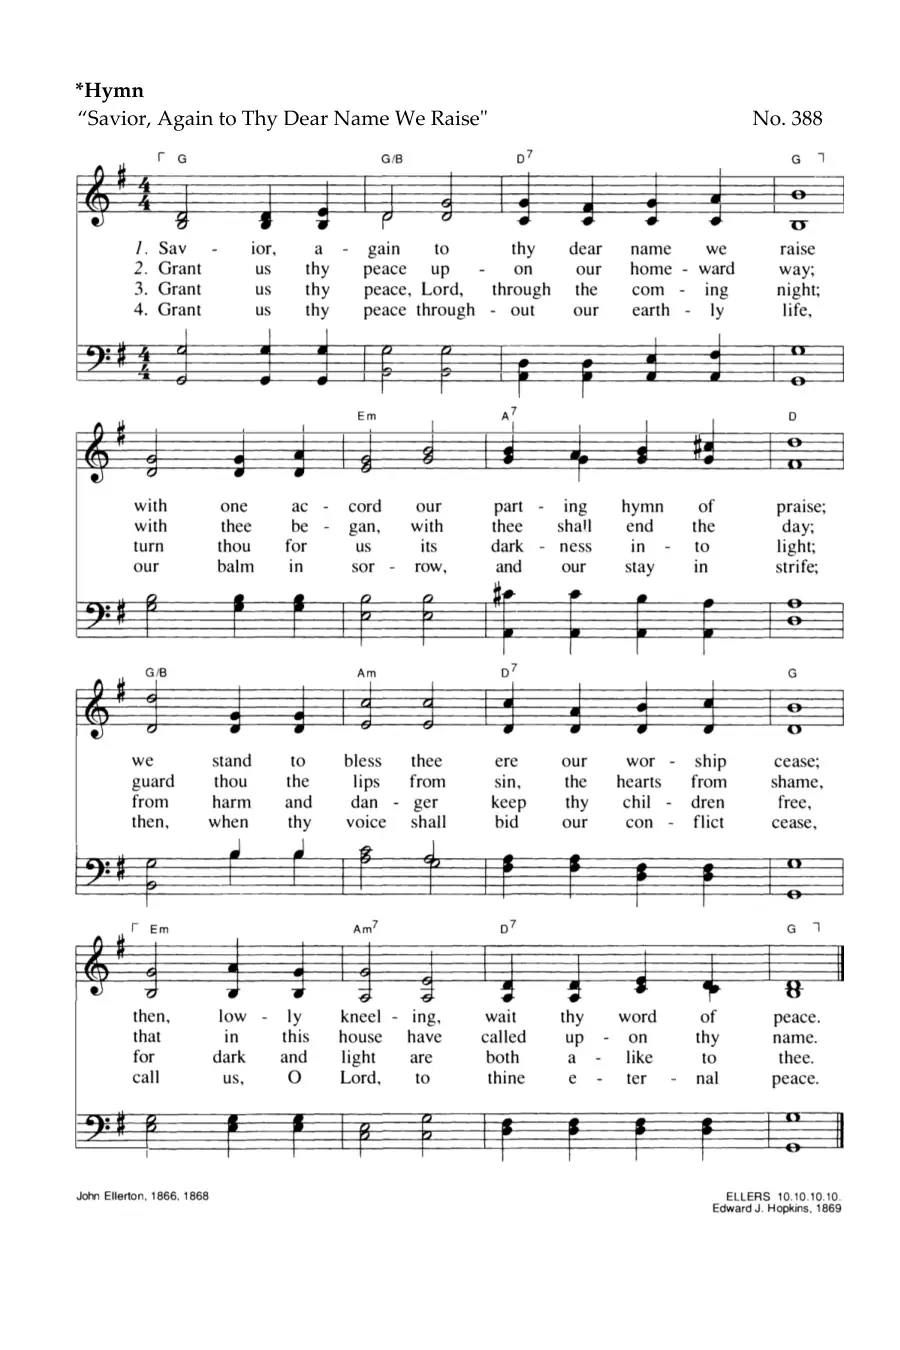 *Hymn
“Savior, Again to Thy Dear Name We Raise" No. 388
G G/B D7 G
1. Sav - ior, a - gain to thy dear name we raise
2. Grant us thy peace up - on our home - ward way;
3. Grant us thy peace, Lord, through the com - ing night;
4. Grant us thy peace through - out our earth - ly life,
Em A7 D
with one ac - cord our part - ing hymn of praise;
with thee be - gan, with thee shall end the day;
turn thou for us its dark - ness in - to light;
our balm in sor - row, and our stay in strife;
G/B Am D7 G
we stand to bless thee ere our wor - ship cease;
guard thou the lips from sin, the hearts from shame,
from harm and dan - ger keep thy chil - dren free,
then, when thy voice shall bid our con - flict cease,
Em Am7 D7 G
then, low - ly kneel - ing, wait thy word of peace.
that in this house have called up - on thy name.
for dark and light are both a - like to thee.
call us, O Lord, to thine e - ter - nal peace.
John Ellerton, 1866, 1868 ELLERS 10.10.10.10.
Edward J. Hopkins, 1869